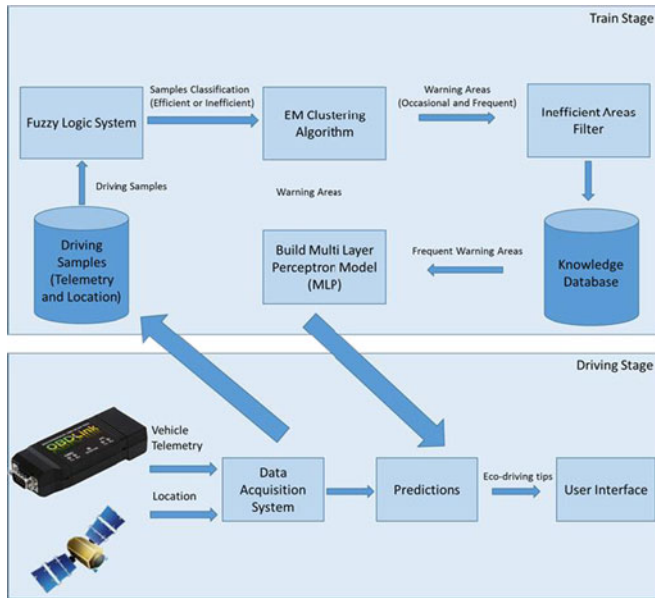 Train Stage
Samples Classification
(Efficient or Inefficient)
Warning Areas
(Occasional and Frequent)
Fuzzy Logic System
EM Clustering
Algorithm
Inefficient Areas
Filter
Driving Samples
Warning Areas
Driving
Samples
(Telemetry
and Location)
Build Multi Layer
Perceptron Model
(MLP)
Frequent Warning Areas
Knowledge
Database
Driving Stage
OBDLink
Vehicle
Telemetry
Location
Data
Acquisition
System
Predictions
Eco-driving tips
User Interface